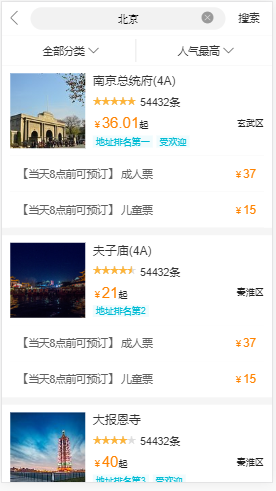 北京 搜索
全部分类 人气最高
南京总统府(4A)
54432条
¥36.01起 玄武区
地址排名第一 受欢迎
【当天8点前可预订】 成人票 ¥37
【当天8点前可预订】 儿童票 ¥15
夫子庙(4A)
54432条
¥21起 秦淮区
地址排名第2
【当天8点前可预订】 成人票 ¥37
【当天8点前可预订】 儿童票 ¥15
大报恩寺
54432条
¥40起 秦淮区
地址排名第3 受欢迎